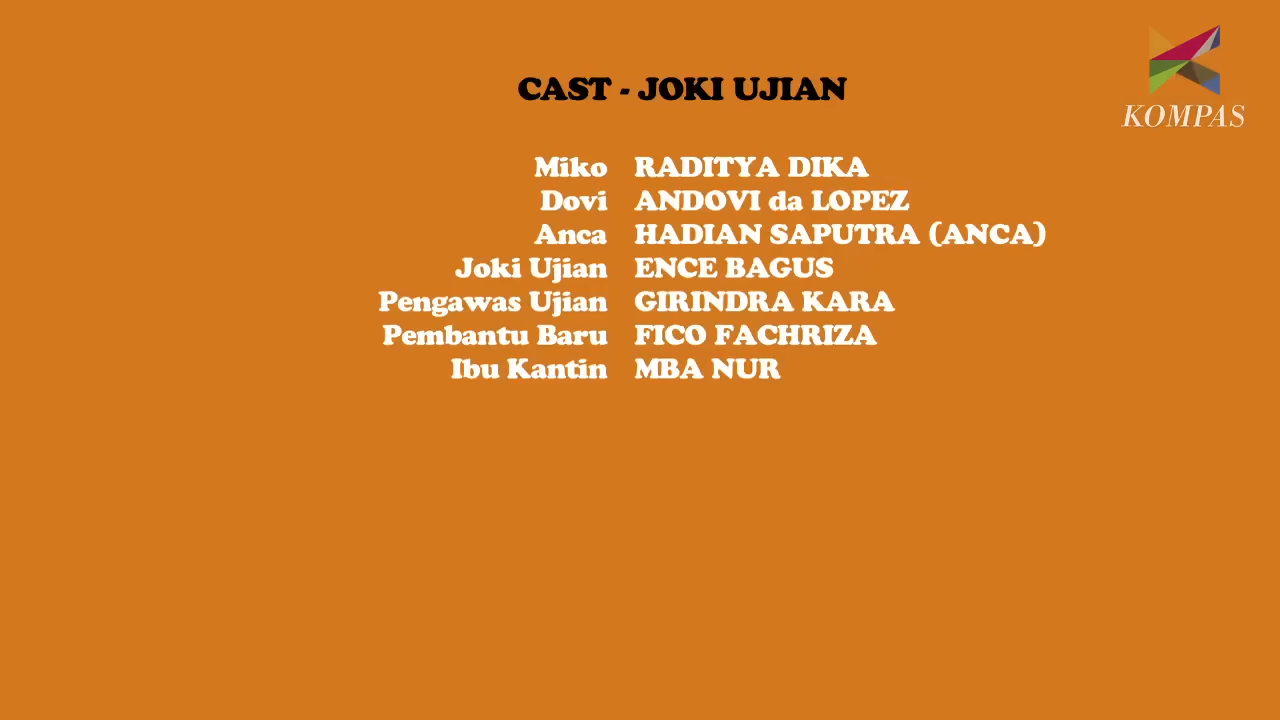 CAST - JOKI UJIAN
KOMPAS
Miko RADITYA DIKA
Dovi ANDOVI da LOPEZ
Anca HADIAN SAPUTRA (ANCA)
Joki Ujian ENCE BAGUS
Pengawas Ujian GIRINDRA KARA
Pembantu Baru FICO FACHRIZA
Ibu Kantin MBA NUR